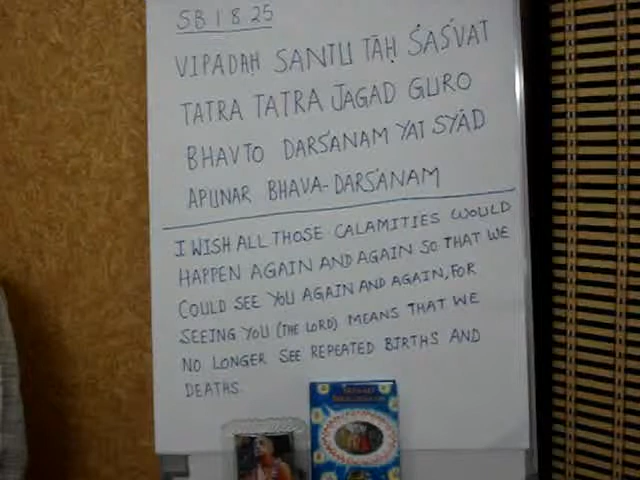 SB 1 8 25
VIPADAḤ SANTU TĀḤ ŚAŚVAT
TATRA TATRA JAGAD GURO
BHAVTO DARŚANAM YAT SYĀD
APUNAR BHAVA-DARŚANAM
I WISH ALL THOSE CALAMITIES WOULD
HAPPEN AGAIN AND AGAIN SO THAT WE
COULD SEE YOU AGAIN AND AGAIN, FOR
SEEING YOU (THE LORD) MEANS THAT WE
NO LONGER SEE REPEATED BIRTHS AND
DEATHS.